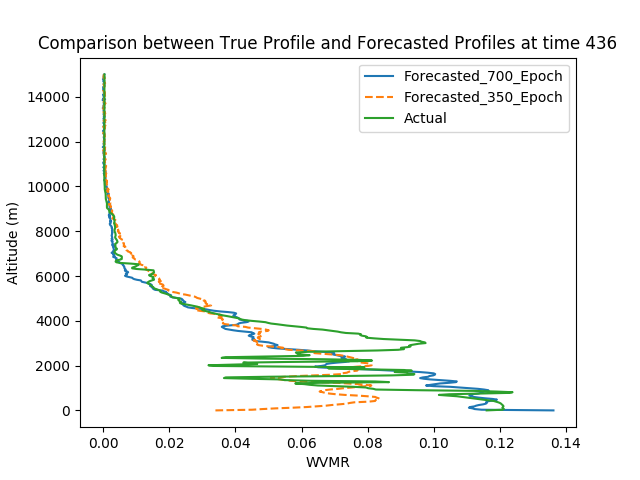 Comparison between True Profile and Forecasted Profiles at time 436
Forecasted_700_Epoch
Forecasted_350_Epoch
Actual
Altitude (m)
14000
12000
10000
8000
6000
4000
2000
0
0.00 0.02 0.04 0.06 0.08 0.10 0.12 0.14
WVMR